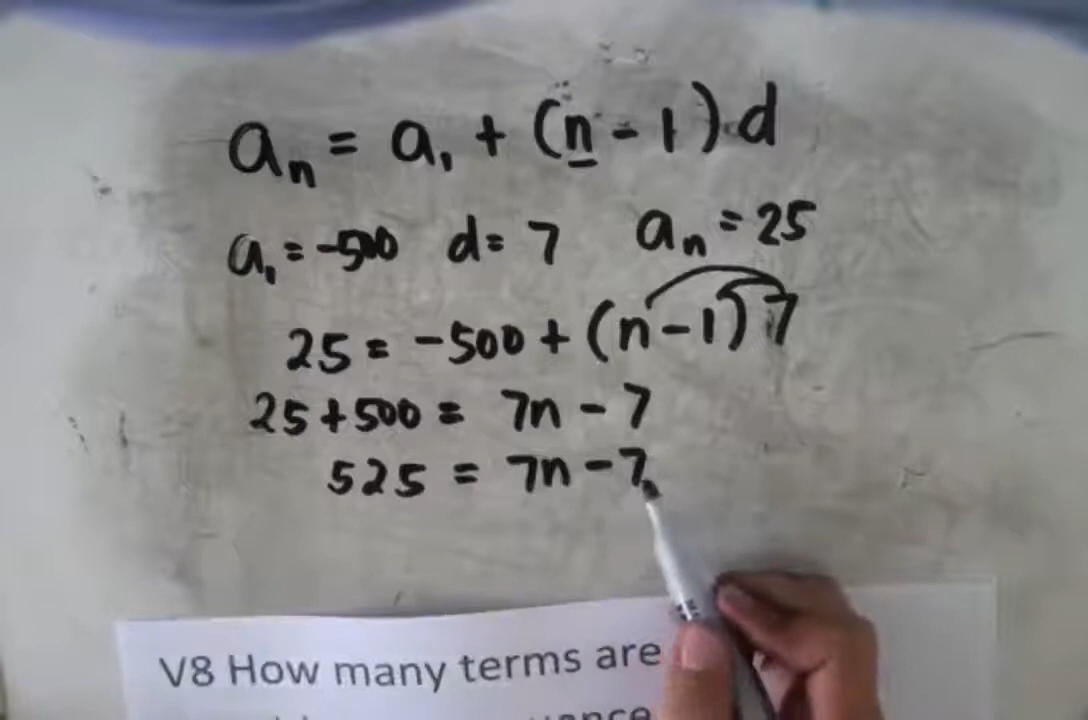 an = a1 + (n - 1) d
a1 = -500 d = 7 an = 25
25 = -500 + (n - 1) 7
25 + 500 = 7n - 7
525 = 7n - 7
V8 How many terms are